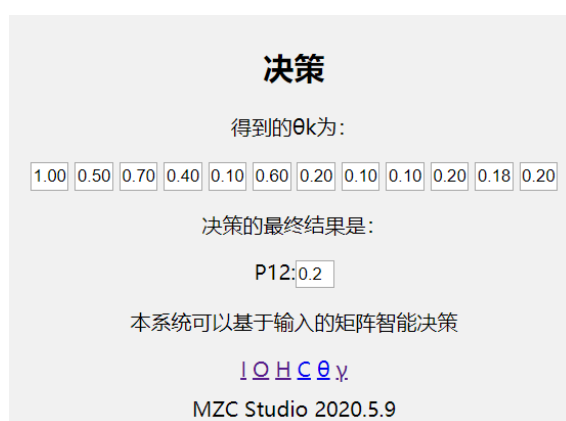 决策
得到的θk为：
1.00 0.50 0.70 0.40 0.10 0.60 0.20 0.10 0.10 0.20 0.18 0.20
决策的最终结果是：
P12:0.2
本系统可以基于输入的矩阵智能决策
I O H C θ γ
MZC Studio 2020.5.9